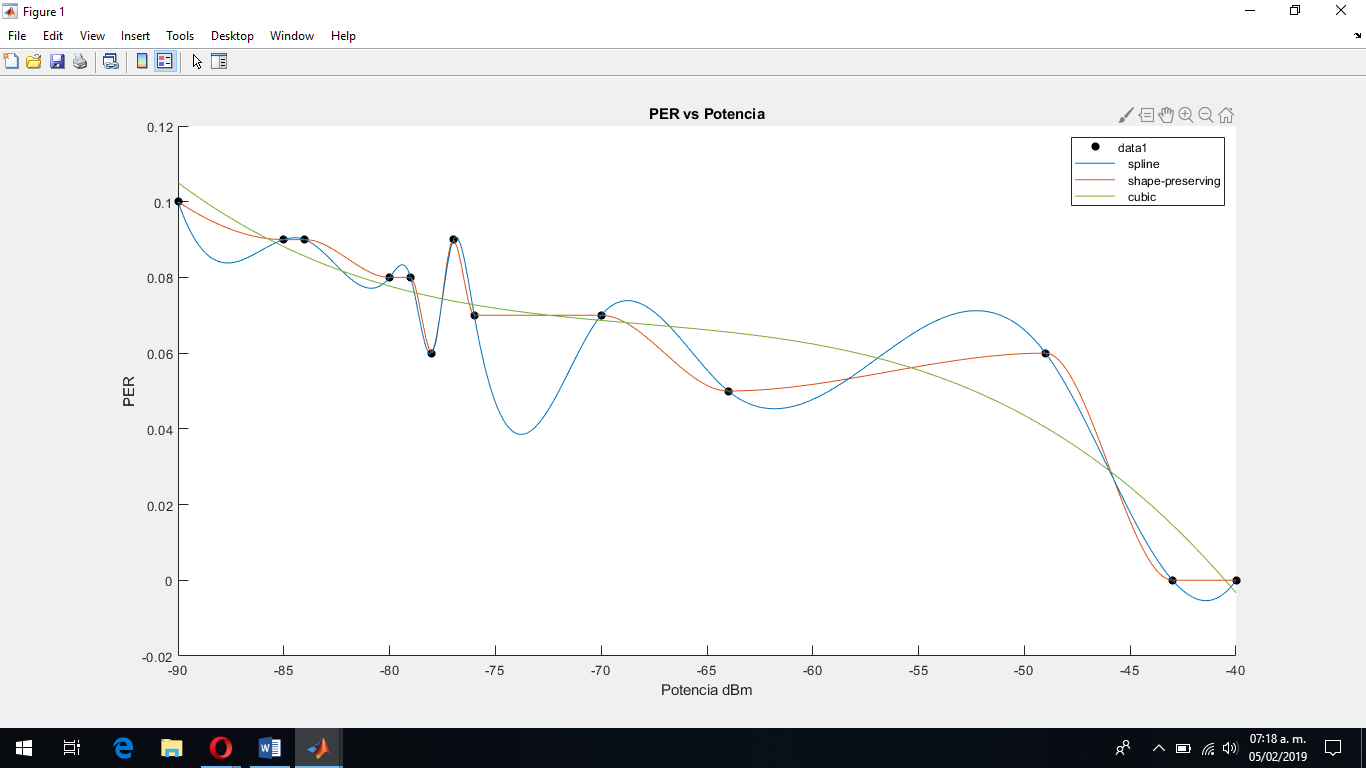 Figure 1
File Edit View Insert Tools Desktop Window Help
PER vs Potencia
0.12
0.1
0.08
0.06
0.04
0.02
0
-0.02
PER
data1
spline
shape-preserving
cubic
-90 -85 -80 -75 -70 -65 -60 -55 -50 -45 -40
Potencia dBm
07:18 a. m.
05/02/2019